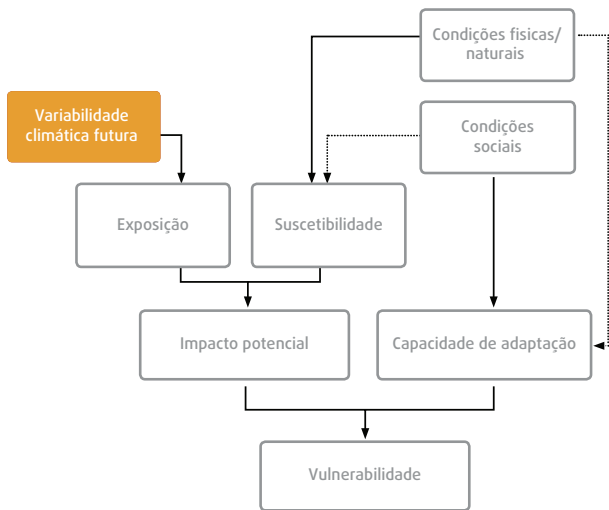 Condições físicas/
naturais
Variabilidade
climática futura
Condições
sociais
Exposição
Suscetibilidade
Impacto potencial
Capacidade de adaptação
Vulnerabilidade